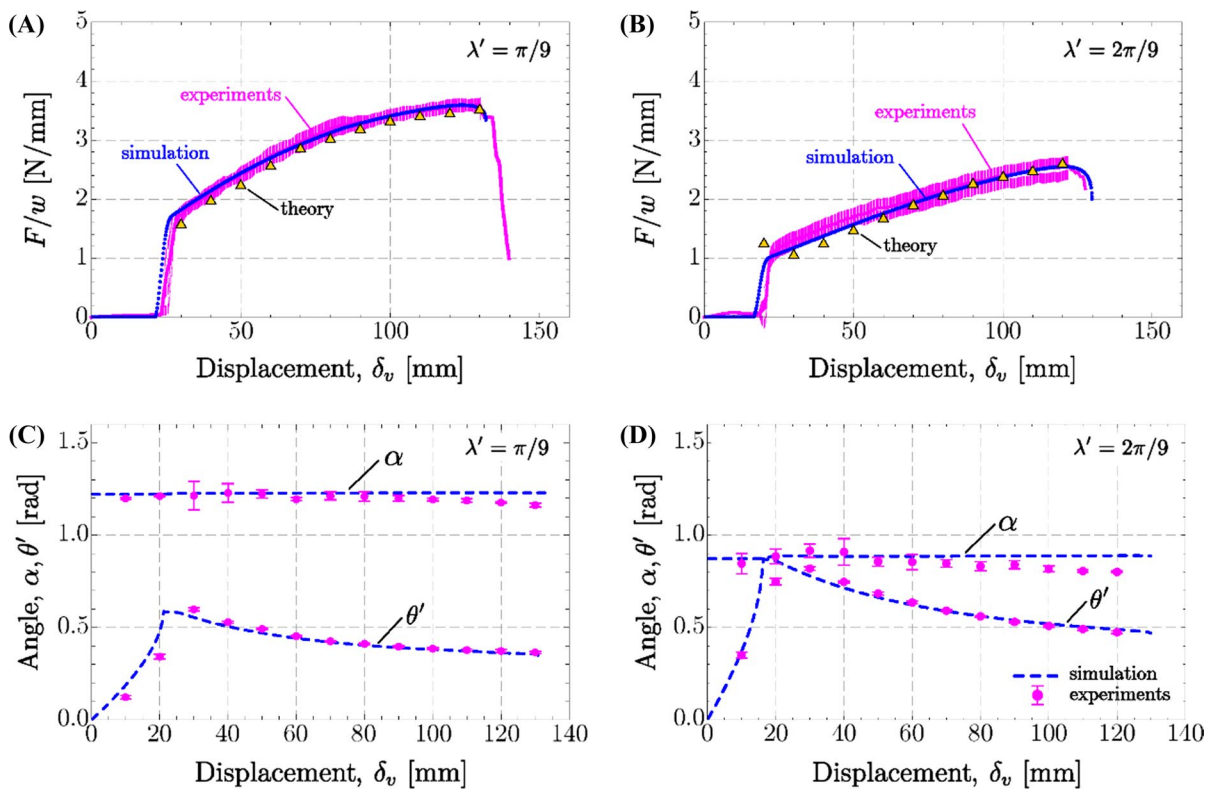 (A)
λ′ = π/9
experiments
simulation
theory
F/w [N/mm]
5
4
3
2
1
0
0 50 100 150
Displacement, δv [mm]
(B)
λ′ = 2π/9
experiments
simulation
theory
F/w [N/mm]
5
4
3
2
1
0
0 50 100 150
Displacement, δv [mm]
(C)
λ′ = π/9
α
θ′
Angle, α, θ′ [rad]
1.5
1.0
0.5
0.0
0 20 40 60 80 100 120 140
Displacement, δv [mm]
(D)
λ′ = 2π/9
α
θ′
simulation
experiments
Angle, α, θ′ [rad]
1.5
1.0
0.5
0.0
0 20 40 60 80 100 120 140
Displacement, δv [mm]